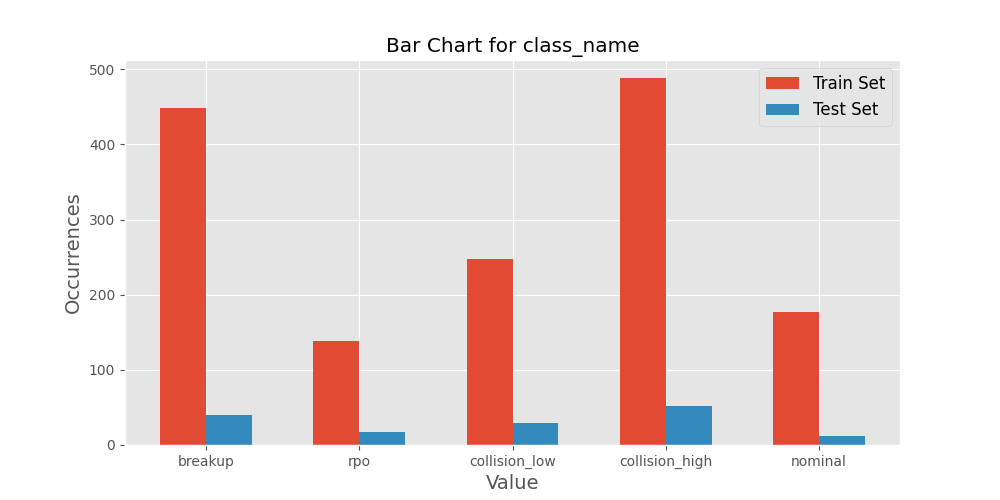 Bar Chart for class_name
Train Set
Test Set
Occurrences
500
400
300
200
100
0
breakup
rpo
collision_low
collision_high
nominal
Value